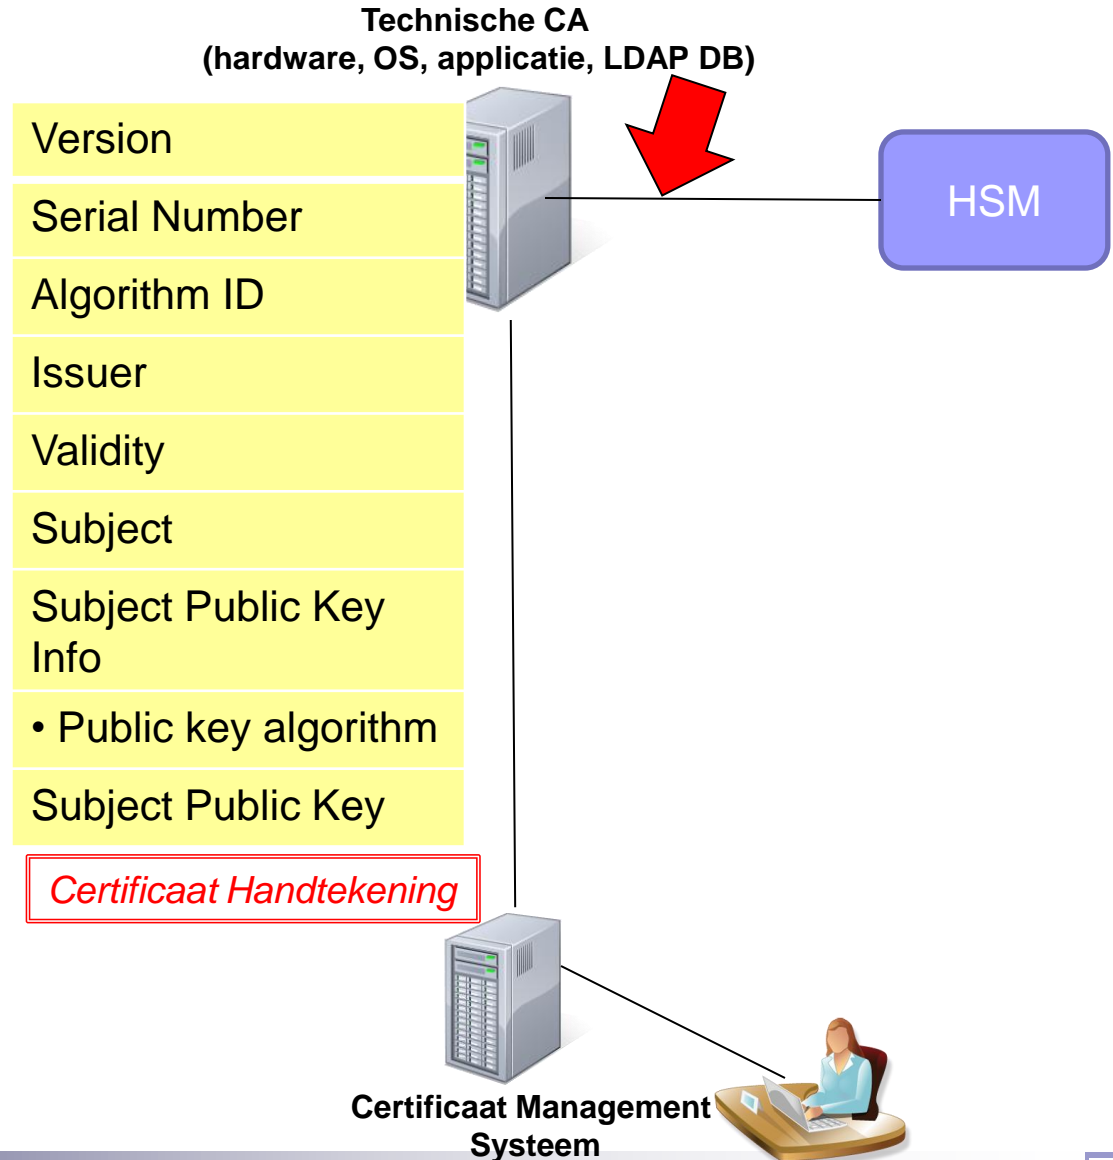 Technische CA
(hardware, OS, applicatie, LDAP DB)
Version
Serial Number
Algorithm ID
Issuer
Validity
Subject
Subject Public Key
Info
• Public key algorithm
Subject Public Key
Certificaat Handtekening
HSM
Certificaat Management
Systeem